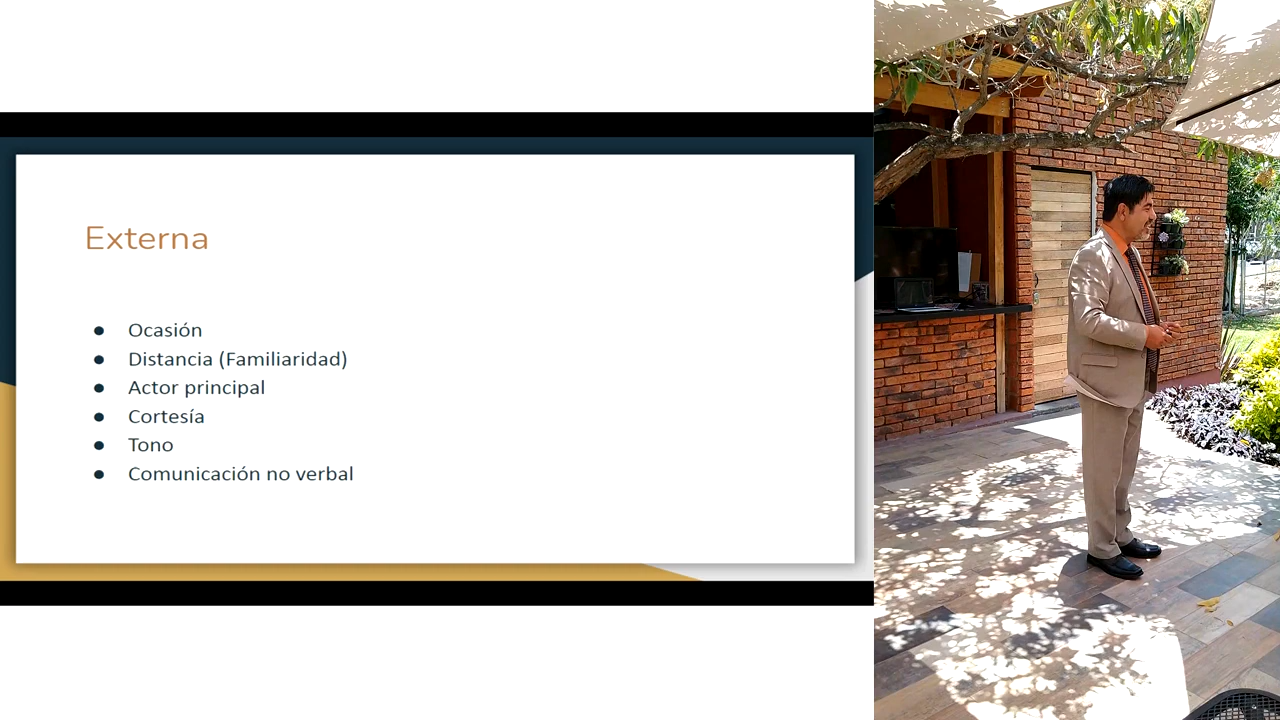 Externa
● Ocasión
● Distancia (Familiaridad)
● Actor principal
● Cortesía
● Tono
● Comunicación no verbal